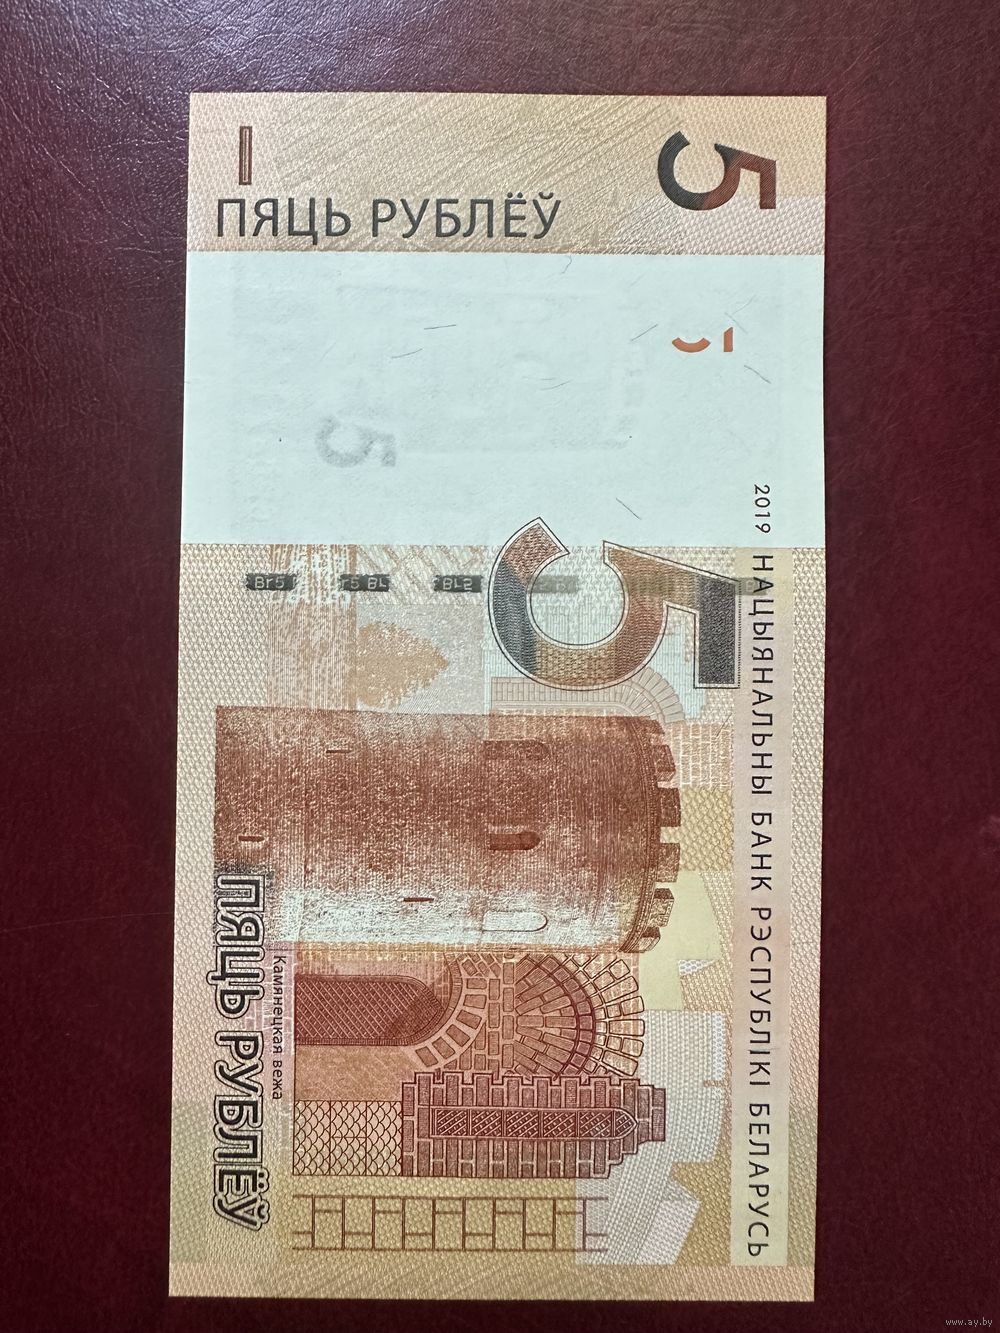 5
ПЯЦЬ РУБЛЁЎ
5
2019 НАЦЫЯНАЛЬНЫ БАНК РЭСПУБЛІКІ БЕЛАРУСЬ
5
Камянецкая вежа
ПЯЦЬ РУБЛЁЎ
www.ay.by